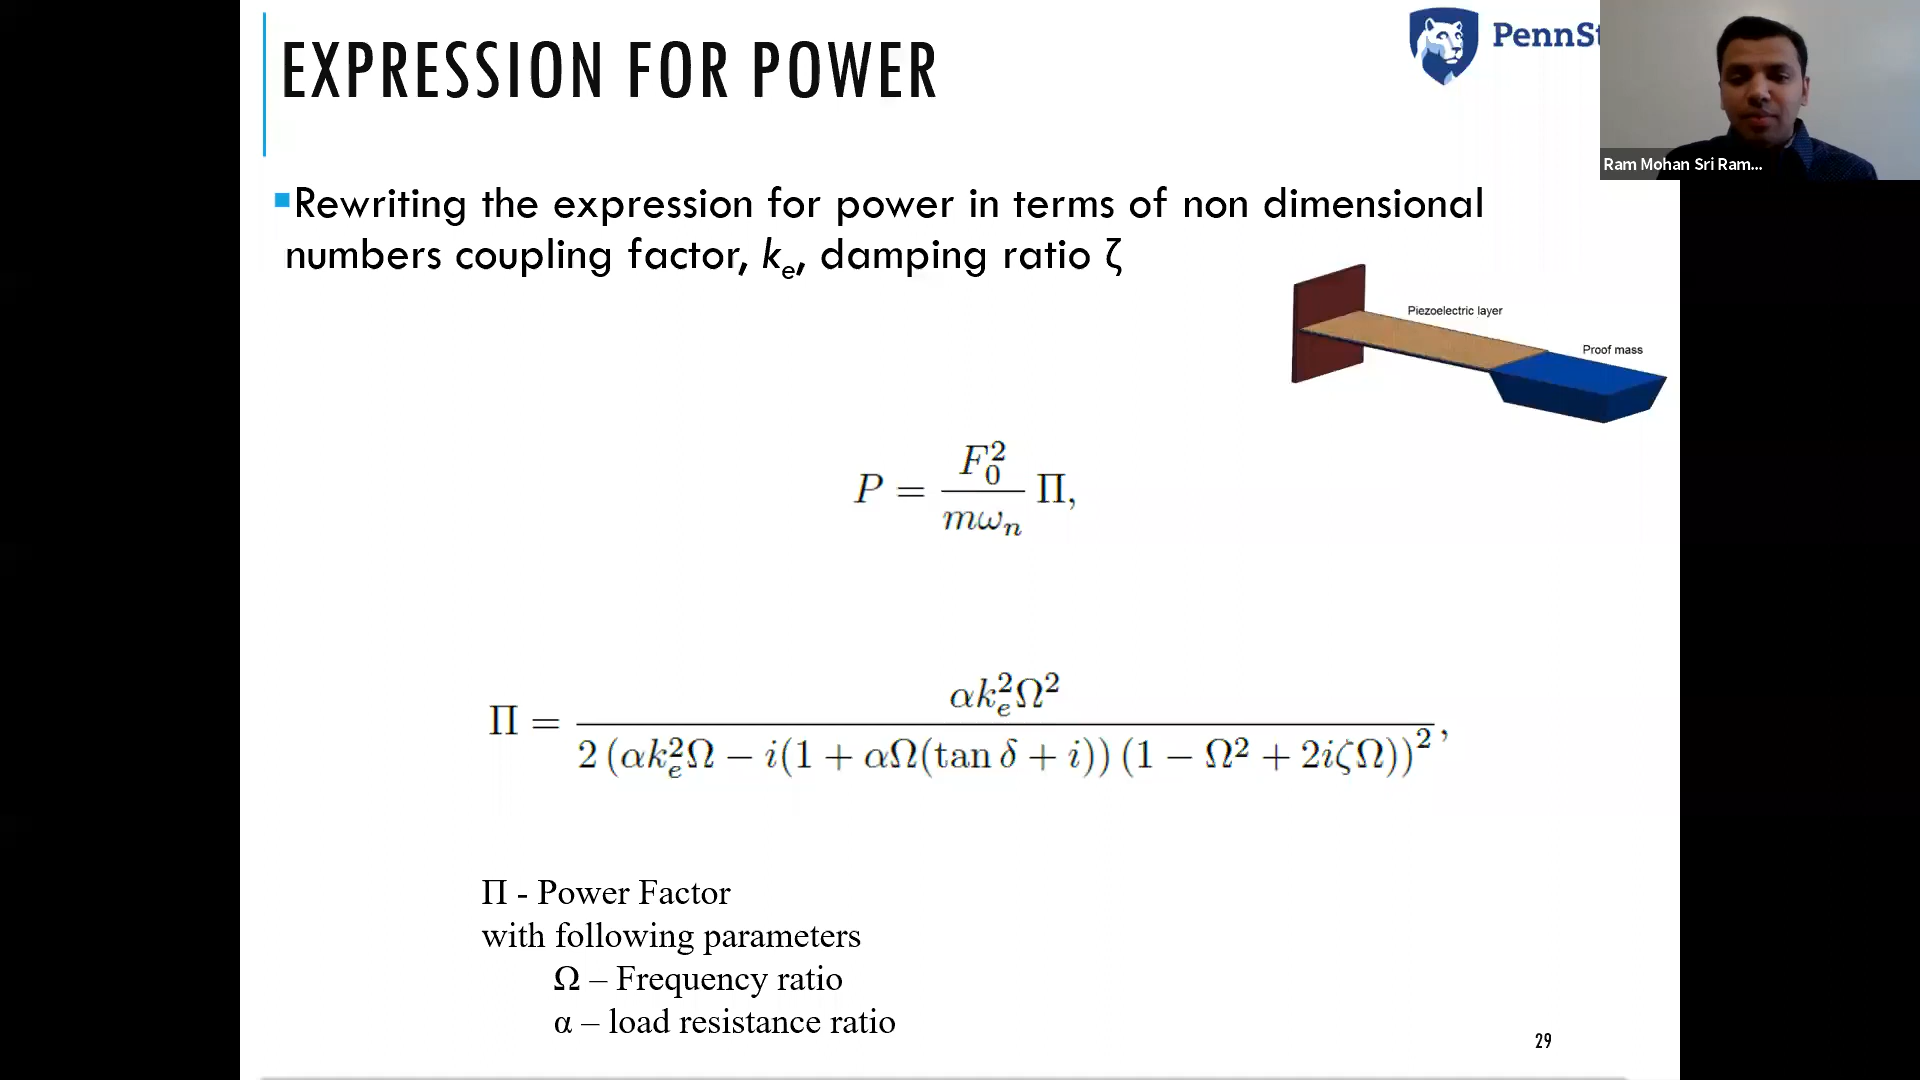 EXPRESSION FOR POWER
PennSt
Ram Mohan Sri Ram...
Rewriting the expression for power in terms of non dimensional
numbers coupling factor, kₑ, damping ratio ζ
Piezoelectric layer
Proof mass
P = F₀² / mωₙ Π,
Π = αkₑ²Ω² / 2 (αkₑ²Ω − i(1 + αΩ(tan δ + i)) (1 − Ω² + 2iζΩ))²,
Π - Power Factor
with following parameters
Ω – Frequency ratio
α – load resistance ratio
29